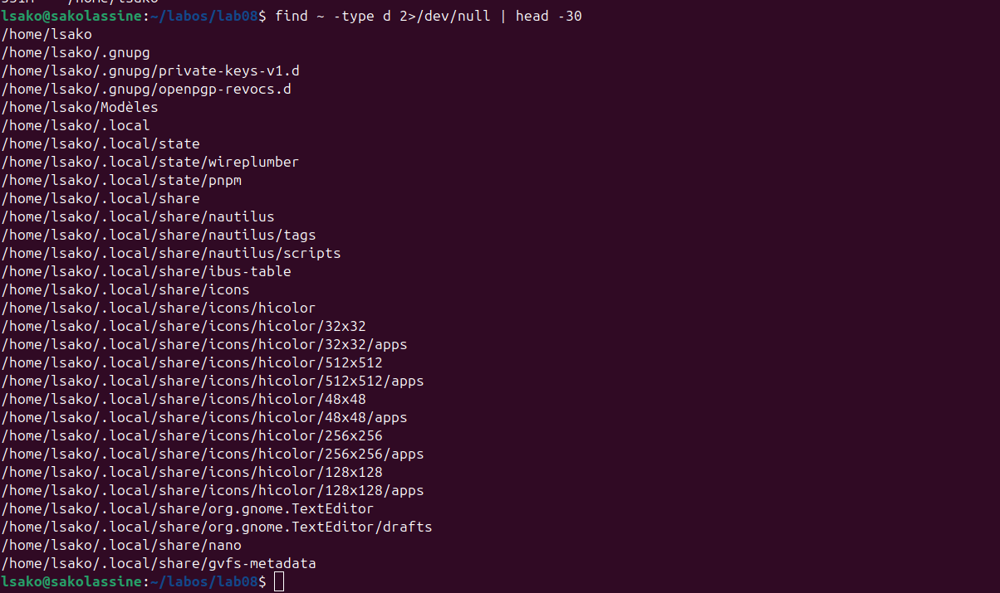 lsako@sakolassine:~/labos/lab08$ find ~ -type d 2>/dev/null | head -30
/home/lsako
/home/lsako/.gnupg
/home/lsako/.gnupg/private-keys-v1.d
/home/lsako/.gnupg/openpgp-revocs.d
/home/lsako/Modèles
/home/lsako/.local
/home/lsako/.local/state
/home/lsako/.local/state/wireplumber
/home/lsako/.local/state/pnpm
/home/lsako/.local/share
/home/lsako/.local/share/nautilus
/home/lsako/.local/share/nautilus/tags
/home/lsako/.local/share/nautilus/scripts
/home/lsako/.local/share/ibus-table
/home/lsako/.local/share/icons
/home/lsako/.local/share/icons/hicolor
/home/lsako/.local/share/icons/hicolor/32x32
/home/lsako/.local/share/icons/hicolor/32x32/apps
/home/lsako/.local/share/icons/hicolor/512x512
/home/lsako/.local/share/icons/hicolor/512x512/apps
/home/lsako/.local/share/icons/hicolor/48x48
/home/lsako/.local/share/icons/hicolor/48x48/apps
/home/lsako/.local/share/icons/hicolor/256x256
/home/lsako/.local/share/icons/hicolor/256x256/apps
/home/lsako/.local/share/icons/hicolor/128x128
/home/lsako/.local/share/icons/hicolor/128x128/apps
/home/lsako/.local/share/org.gnome.TextEditor
/home/lsako/.local/share/org.gnome.TextEditor/drafts
/home/lsako/.local/share/nano
/home/lsako/.local/share/gvfs-metadata
lsako@sakolassine:~/labos/lab08$